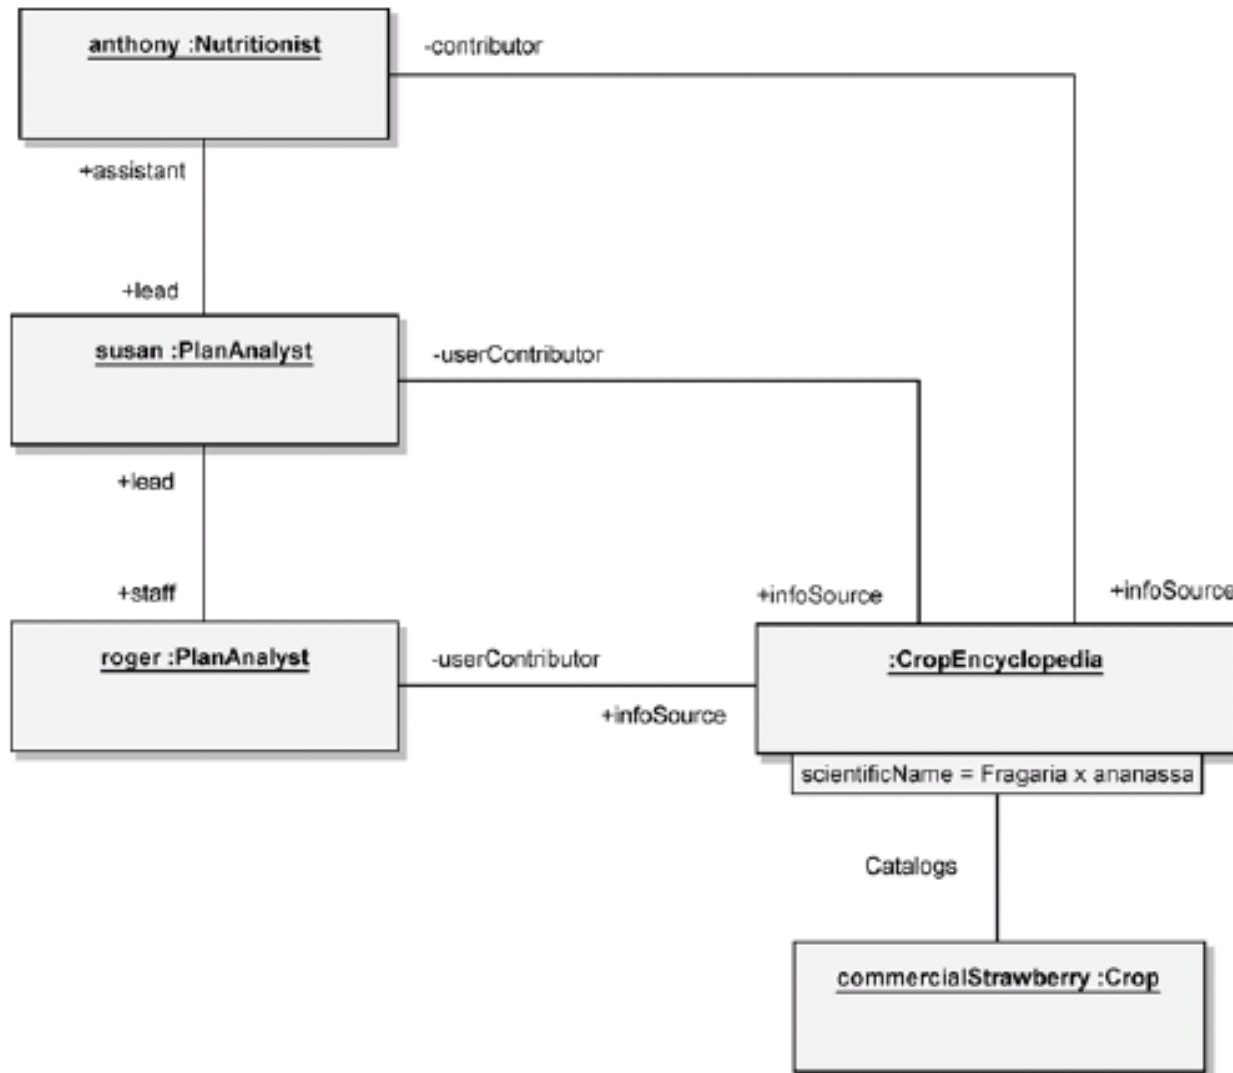 anthony :Nutritionist
-contributor
+assistant
+lead
susan :PlanAnalyst
-userContributor
+lead
+staff
+infoSource
+infoSource
roger :PlanAnalyst
-userContributor
+infoSource
:CropEncyclopedia
scientificName = Fragaria x ananassa
Catalogs
commercialStrawberry :Crop